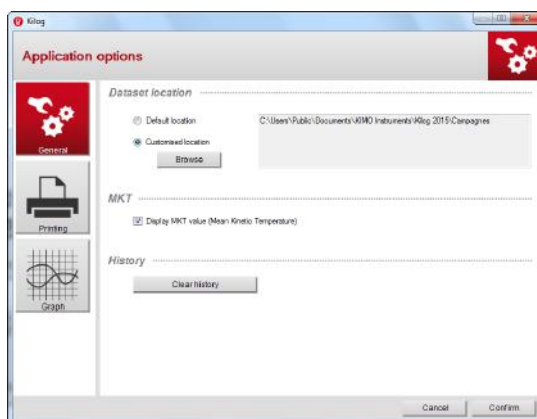 Kilog
Application options
General
Printing
Graph
Dataset location
Default location
C:\Users\Public\Documents\KIMO Instruments\Kilog 2015\Campagnes
Customised location
Browse
MKT
Display MKT value (Mean Kinetic Temperature)
History
Clear history
Cancel
Confirm